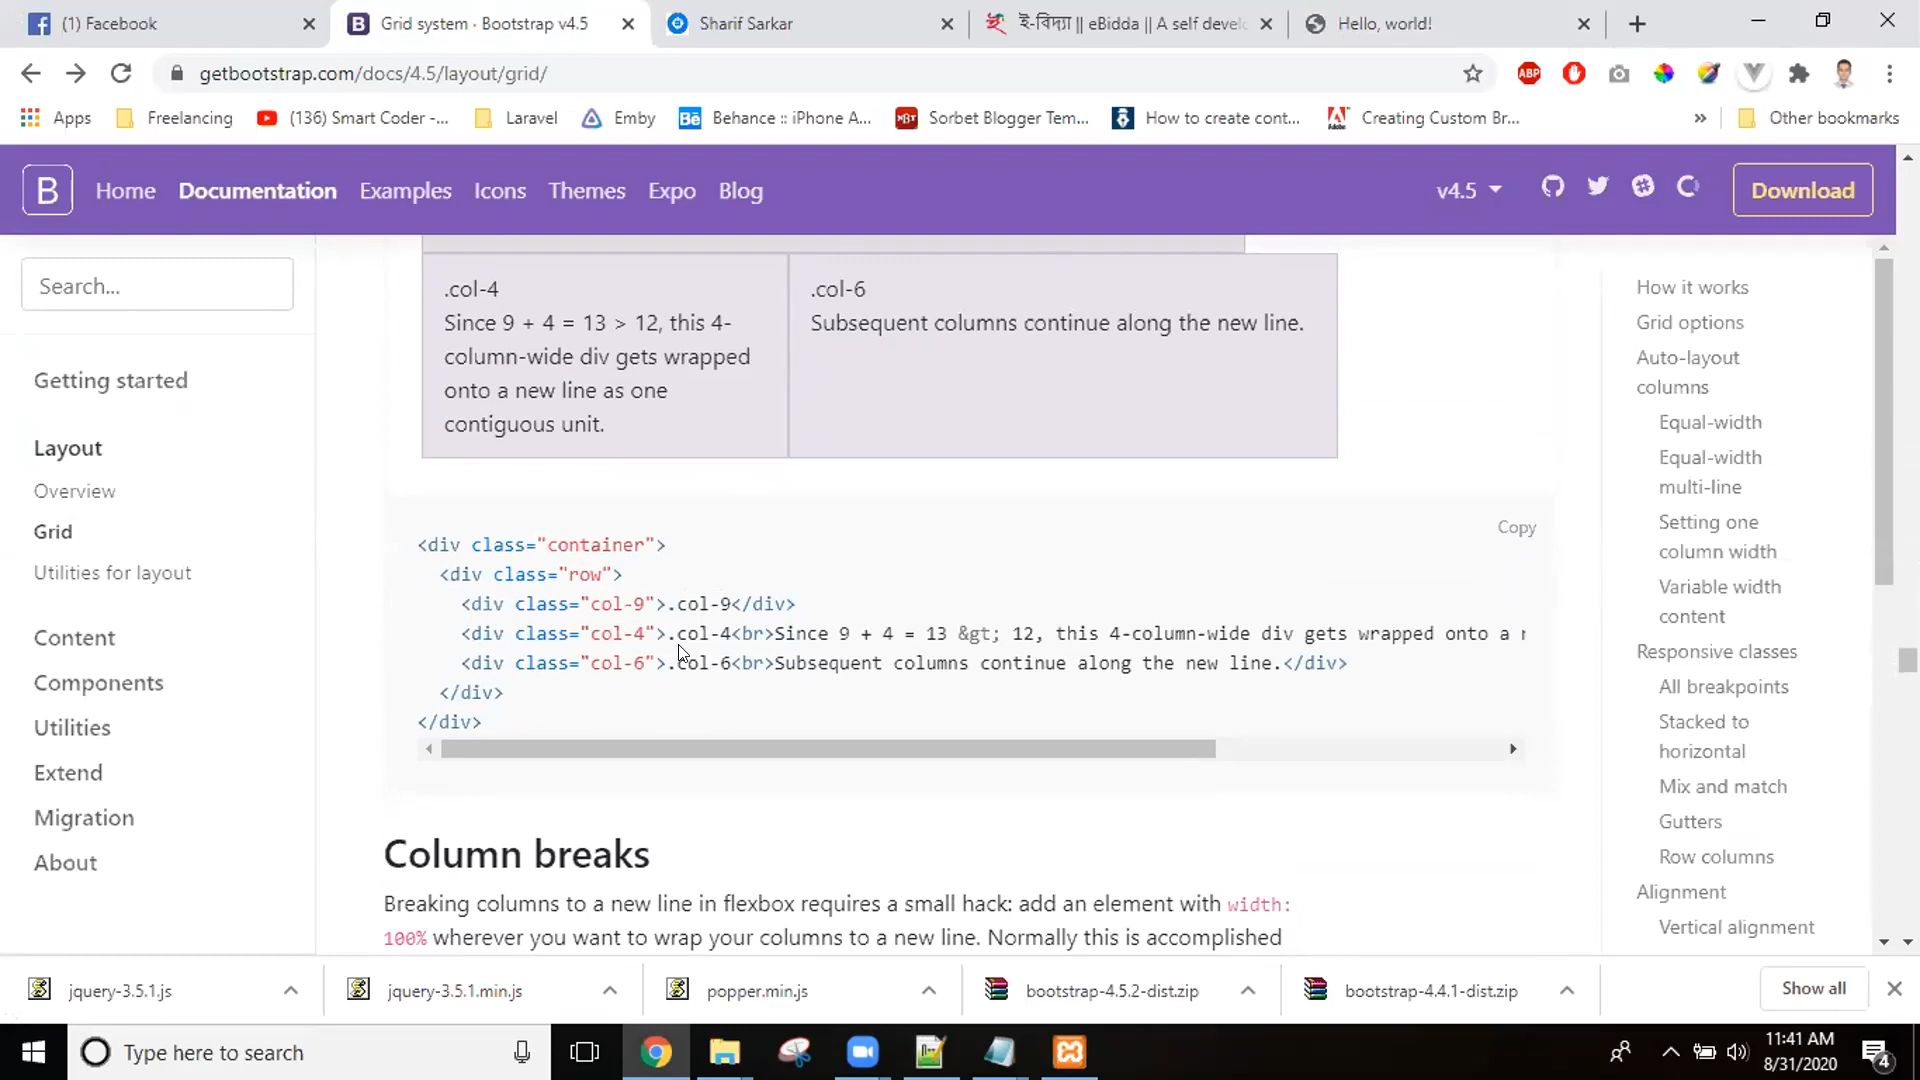 (1) Facebook
Grid system · Bootstrap v4.5
Sharif Sarkar
ই-বিদ্যা || eBidda || A self develo
Hello, world!
getbootstrap.com/docs/4.5/layout/grid/
ABP
Apps
Freelancing
(136) Smart Coder -...
Laravel
Emby
Bē
Behance :: iPhone A...
MBT
Sorbet Blogger Tem...
How to create cont...
Creating Custom Br...
»
Other bookmarks
B
Home
Documentation
Examples
Icons
Themes
Expo
Blog
v4.5
Download
Search...
Getting started
Layout
Overview
Grid
Utilities for layout
Content
Components
Utilities
Extend
Migration
About
.col-4
Since 9 + 4 = 13 > 12, this 4-
column-wide div gets wrapped
onto a new line as one
contiguous unit.
.col-6
Subsequent columns continue along the new line.
Copy
<div class="container">
<div class="row">
<div class="col-9">.col-9</div>
<div class="col-4">.col-4<br>Since 9 + 4 = 13 &gt; 12, this 4-column-wide div gets wrapped onto a
<div class="col-6">.col-6<br>Subsequent columns continue along the new line.</div>
</div>
</div>
Column breaks
Breaking columns to a new line in flexbox requires a small hack: add an element with width:
100% wherever you want to wrap your columns to a new line. Normally this is accomplished
How it works
Grid options
Auto-layout
columns
Equal-width
Equal-width
multi-line
Setting one
column width
Variable width
content
Responsive classes
All breakpoints
Stacked to
horizontal
Mix and match
Gutters
Row columns
Alignment
Vertical alignment
jquery-3.5.1.js
jquery-3.5.1.min.js
popper.min.js
bootstrap-4.5.2-dist.zip
bootstrap-4.4.1-dist.zip
Show all
Type here to search
11:41 AM
8/31/2020
4